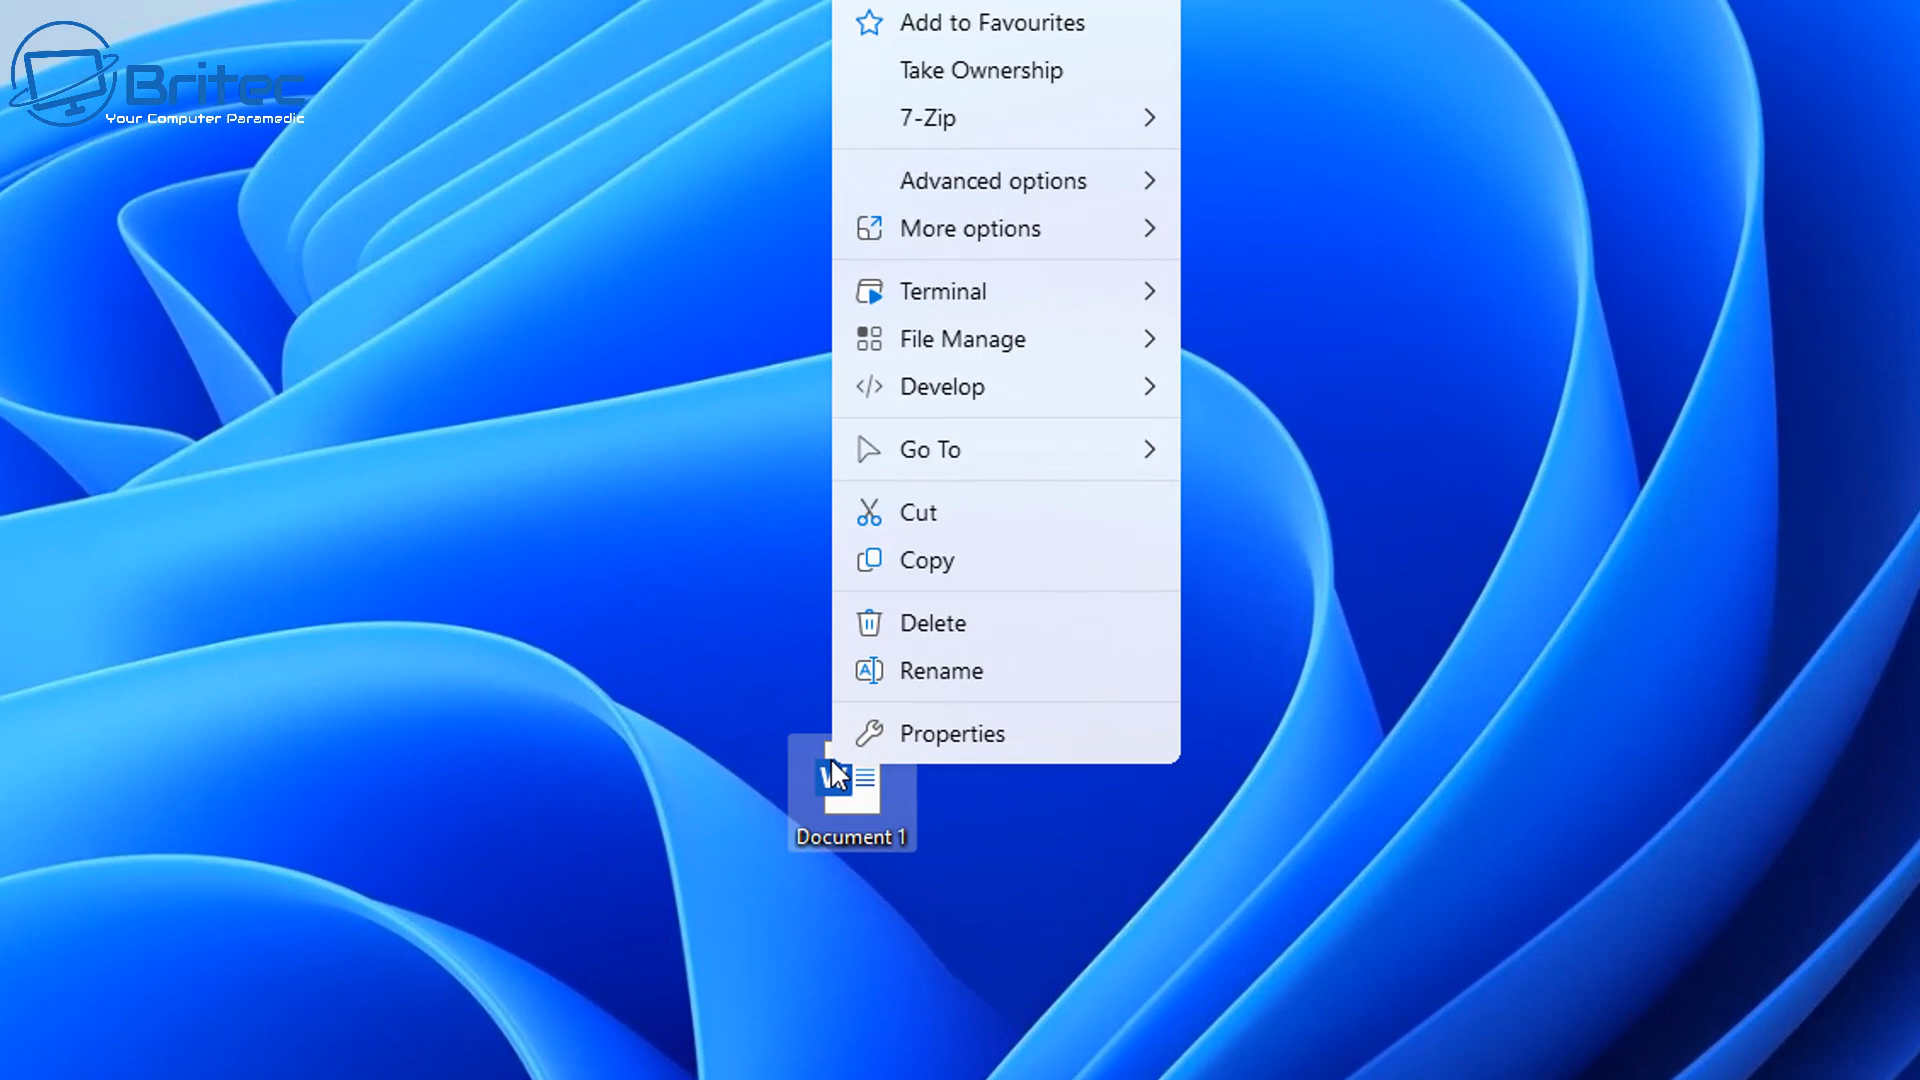 Britec
Your Computer Paramedic
Add to Favourites
Take Ownership
7-Zip
Advanced options
More options
Terminal
File Manage
Develop
Go To
Cut
Copy
Delete
Rename
Properties
Document 1